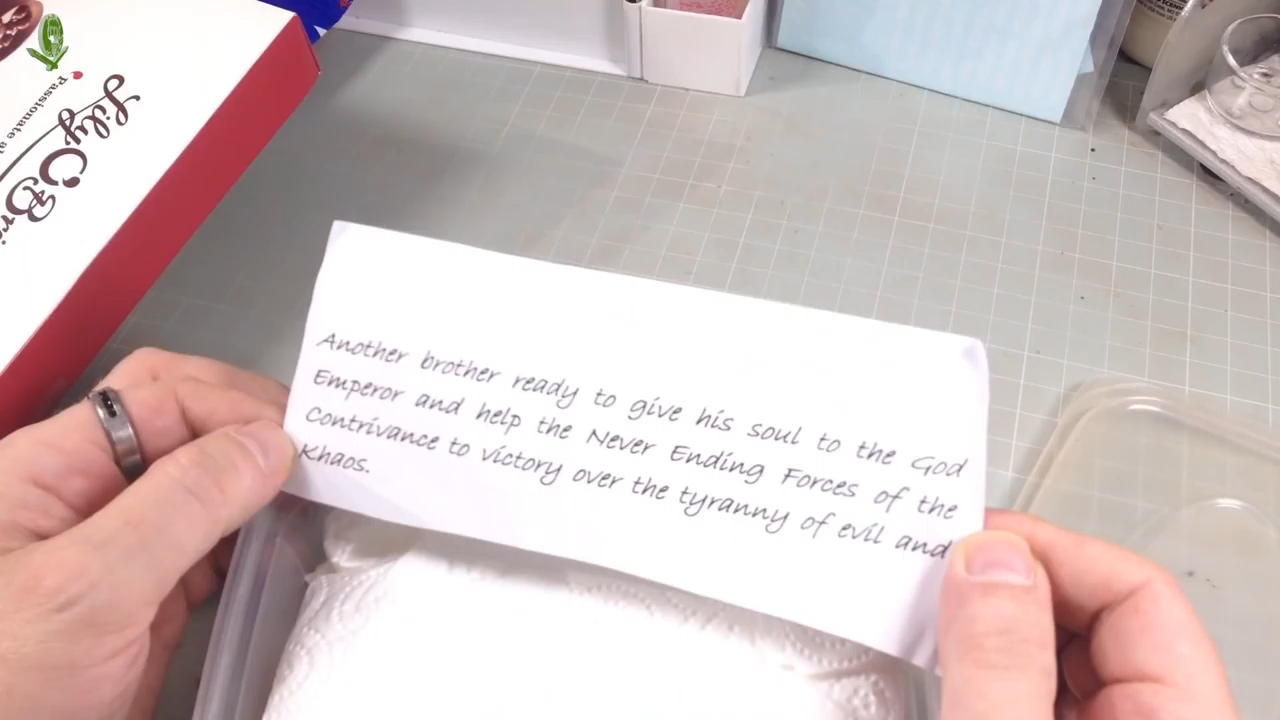 Another brother ready to give his soul to the God
Emperor and help the Never Ending Forces of the
Contrivance to victory over the tyranny of evil and
Khaos.
Lily O'Bri
Passionate a